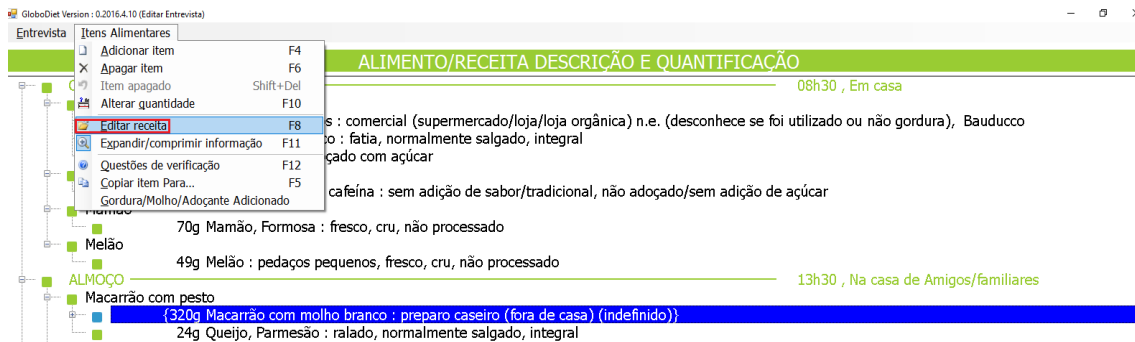 GloboDiet Version : 0.2016.4.10 (Editar Entrevista)
Entrevista Itens Alimentares
Adicionar item F4
Apagar item F6
Item apagado Shift+Del
Alterar quantidade F10
Editar receita F8
Expandir/comprimir informação F11
Questões de verificação F12
Copiar item Para... F5
Gordura/Molho/Adoçante Adicionado
ALIMENTO/RECEITA DESCRIÇÃO E QUANTIFICAÇÃO
08h30 , Em casa
s : comercial (supermercado/loja/loja orgânica) n.e. (desconhece se foi utilizado ou não gordura), Bauducco
o : fatia, normalmente salgado, integral
çado com açúcar
cafeína : sem adição de sabor/tradicional, não adoçado/sem adição de açúcar
Mamão
70g Mamão, Formosa : fresco, cru, não processado
Melão
49g Melão : pedaços pequenos, fresco, cru, não processado
ALMOÇO 13h30 , Na casa de Amigos/familiares
Macarrão com pesto
{320g Macarrão com molho branco : preparo caseiro (fora de casa) (indefinido)}
24g Queijo, Parmesão : ralado, normalmente salgado, integral